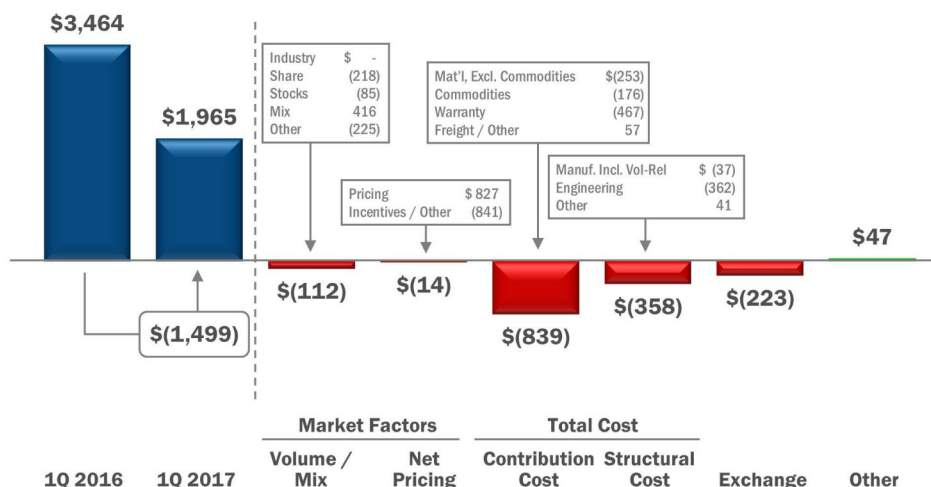 $3,464
$1,965
Industry $ -
Share (218)
Stocks (85)
Mix 416
Other (225)
Mat'l, Excl. Commodities $(253)
Commodities (176)
Warranty (467)
Freight / Other 57
Pricing $ 827
Incentives / Other (841)
Manuf. Incl. Vol-Rel $ (37)
Engineering (362)
Other 41
$47
$(112)
$(14)
$(839)
$(358)
$(223)
$(1,499)
Market Factors
Total Cost
1Q 2016
1Q 2017
Volume /
Mix
Net
Pricing
Contribution
Cost
Structural
Cost
Exchange
Other